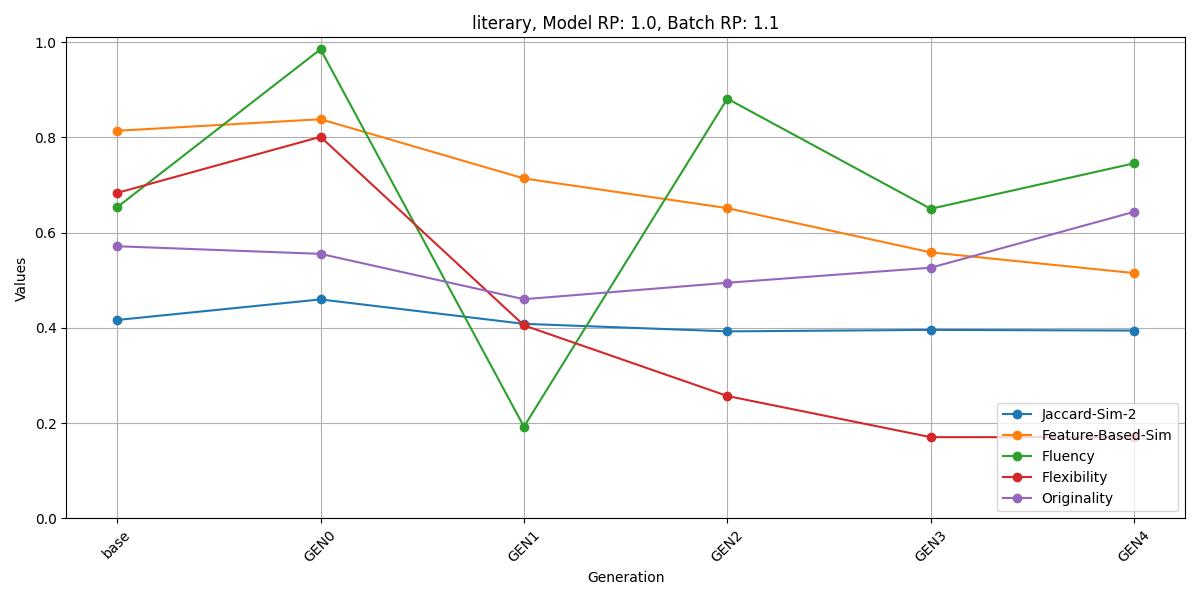 literary, Model RP: 1.0, Batch RP: 1.1
Values
1.0
0.8
0.6
0.4
0.2
0.0
Jaccard-Sim-2
Feature-Based-Sim
Fluency
Flexibility
Originality
base
GEN0
GEN1
GEN2
GEN3
GEN4
Generation